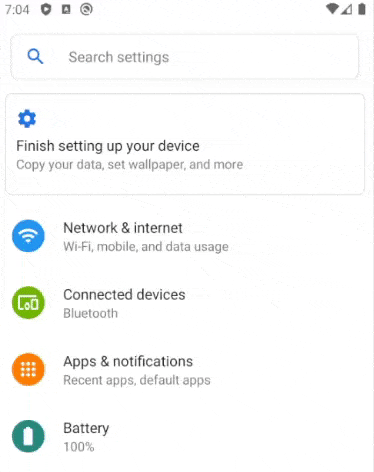 7:04
Search settings
Finish setting up your device
Copy your data, set wallpaper, and more
Network & internet
Wi-Fi, mobile, and data usage
Connected devices
Bluetooth
Apps & notifications
Recent apps, default apps
Battery
100%